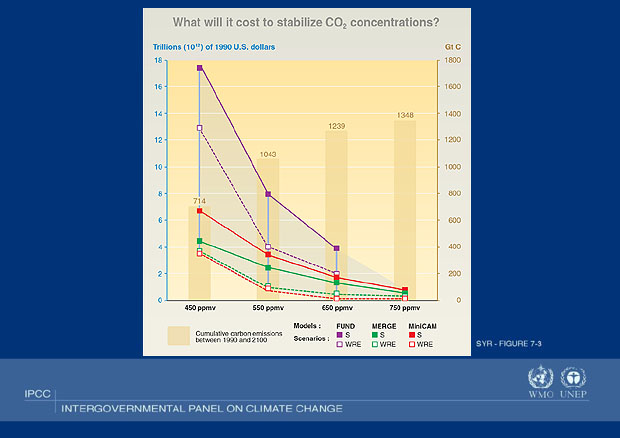 What will it cost to stabilize CO₂ concentrations?
Trillions (10¹²) of 1990 U.S. dollars
Gt C
18
16
14
12
10
8
6
4
2
0
1800
1600
1400
1200
1000
800
600
400
200
0
714
1043
1239
1348
450 ppmv
550 ppmv
650 ppmv
750 ppmv
Cumulative carbon emissions
between 1990 and 2100
Models : FUND MERGE MiniCAM
Scenarios : S S S
WRE WRE WRE
SYR - FIGURE 7-3
WMO UNEP
IPCC
INTERGOVERNMENTAL PANEL ON CLIMATE CHANGE